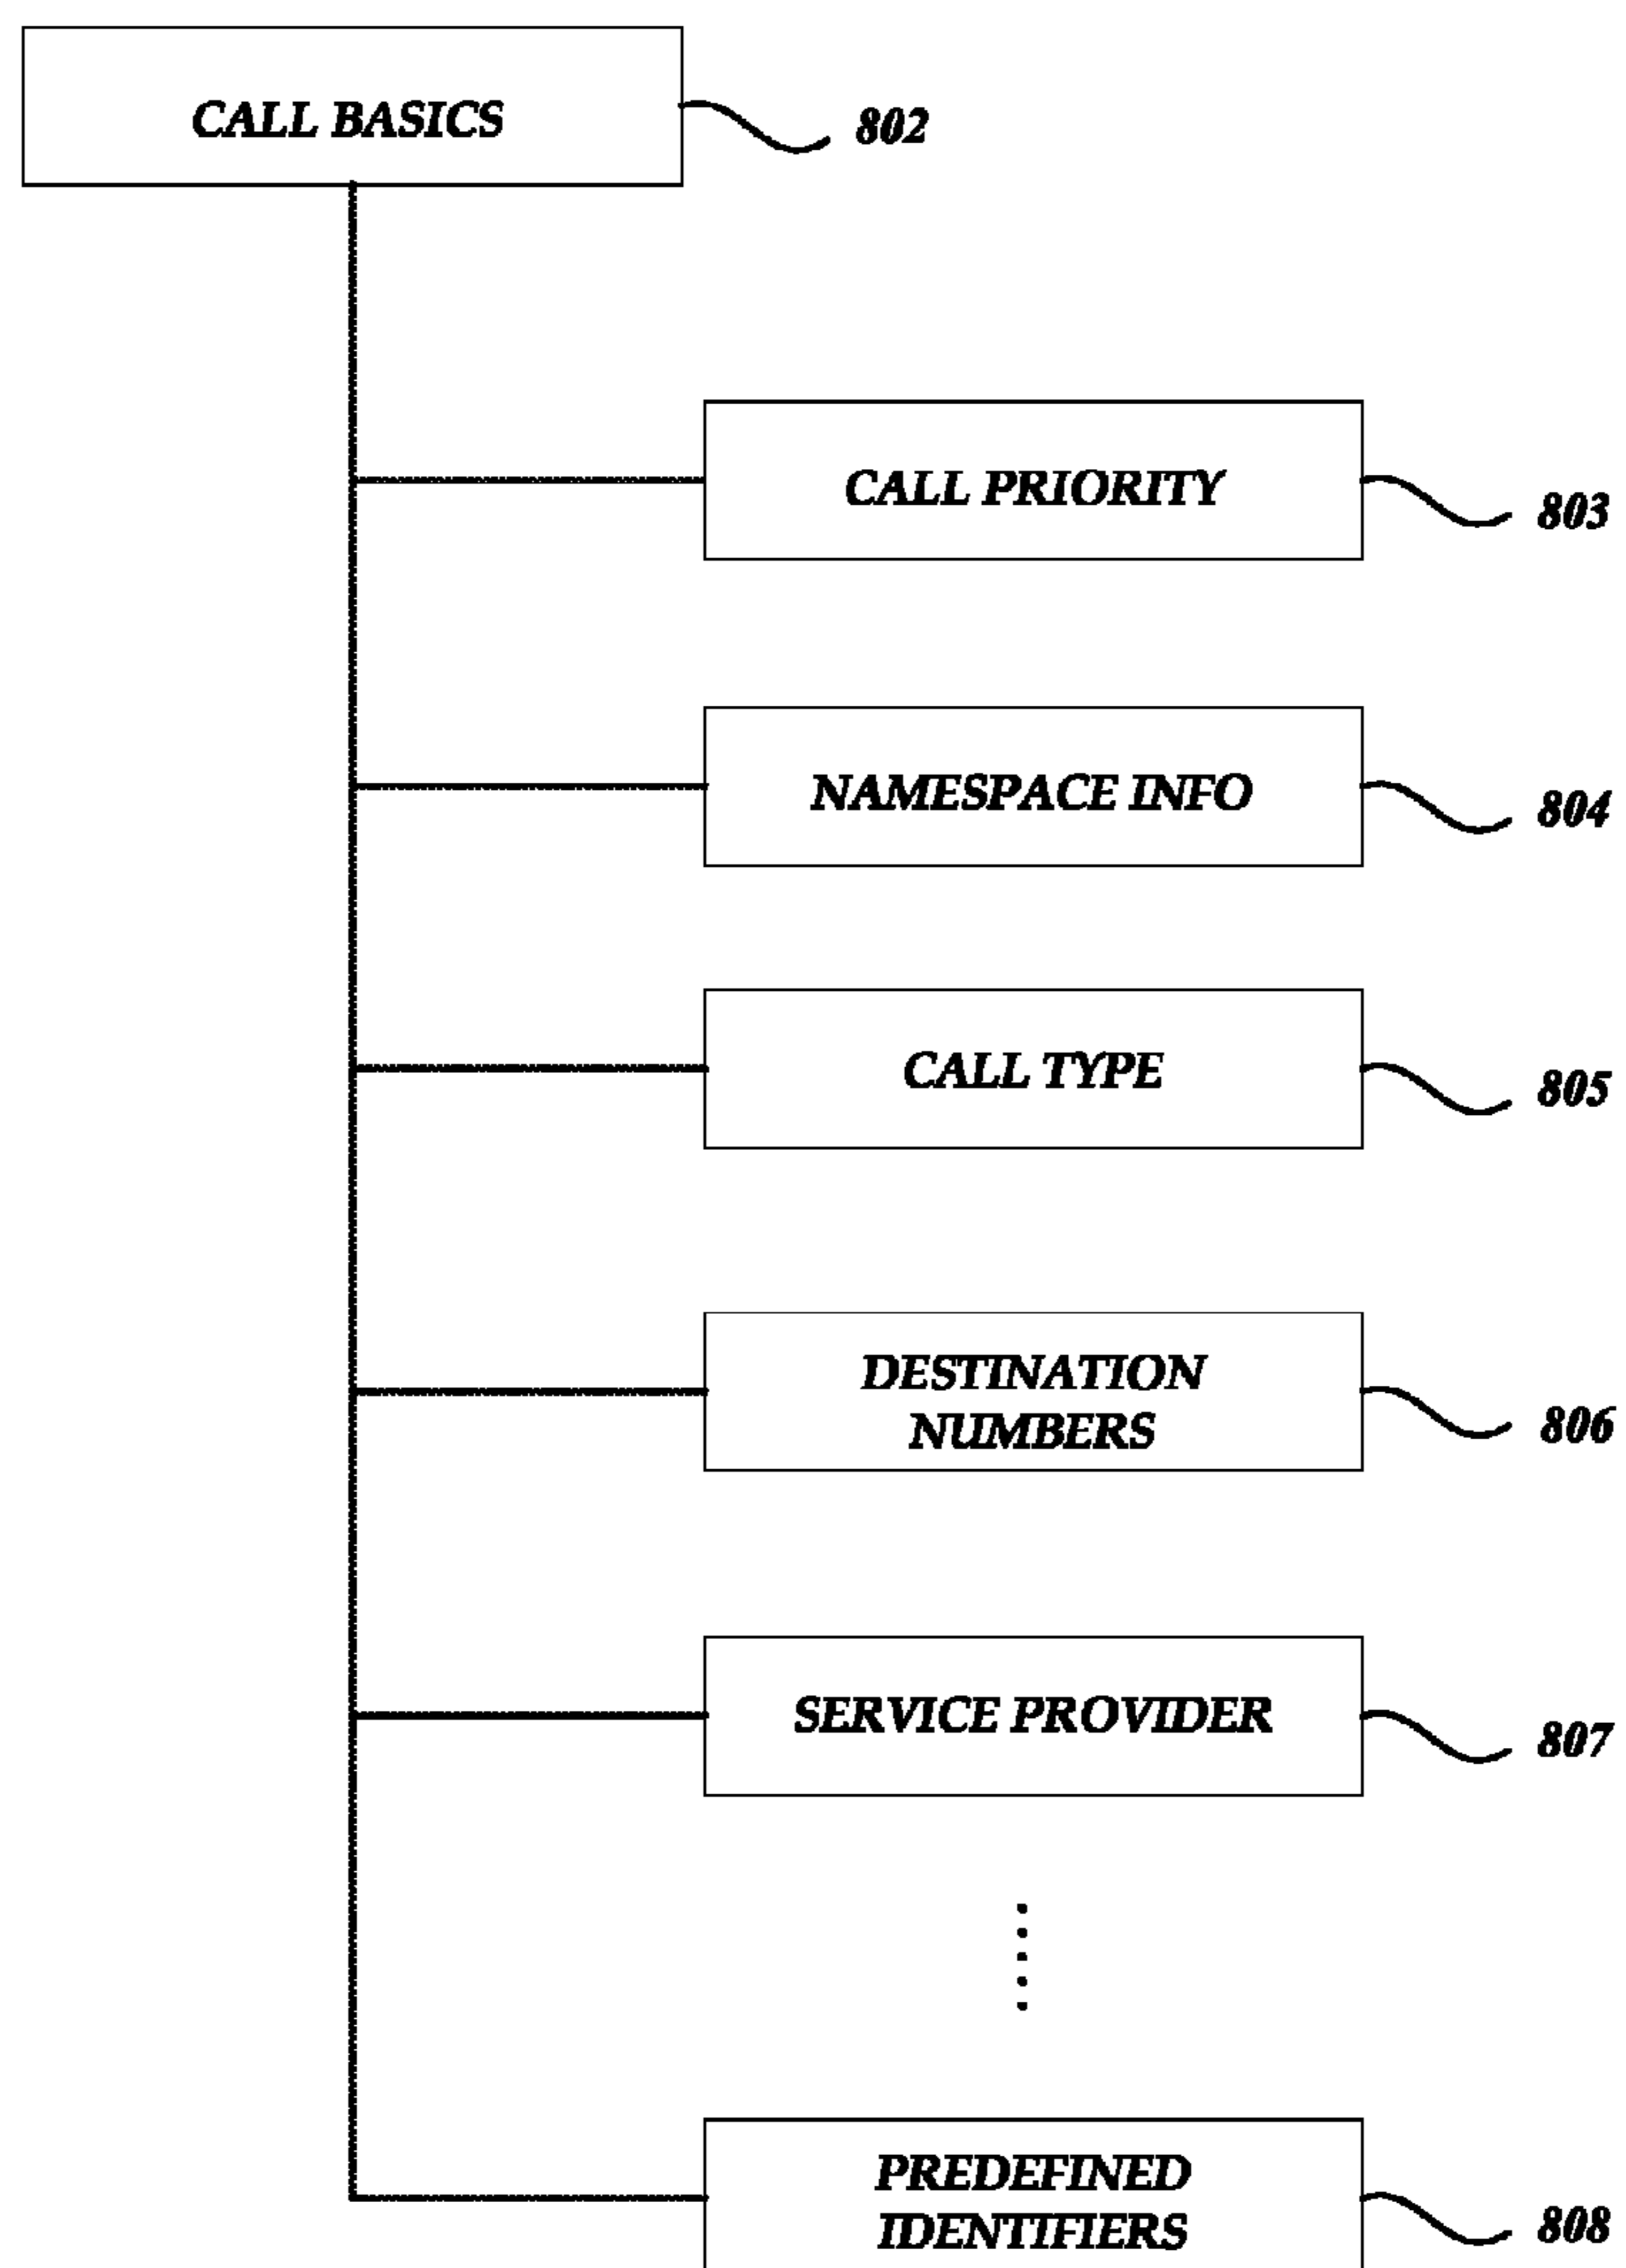 CALL BASICS
802
CALL PRIORITY
803
NAMESPACE INFO
804
CALL TYPE
805
DESTINATION
NUMBERS
806
SERVICE PROVIDER
807
PREDEFINED
IDENTIFIERS
808